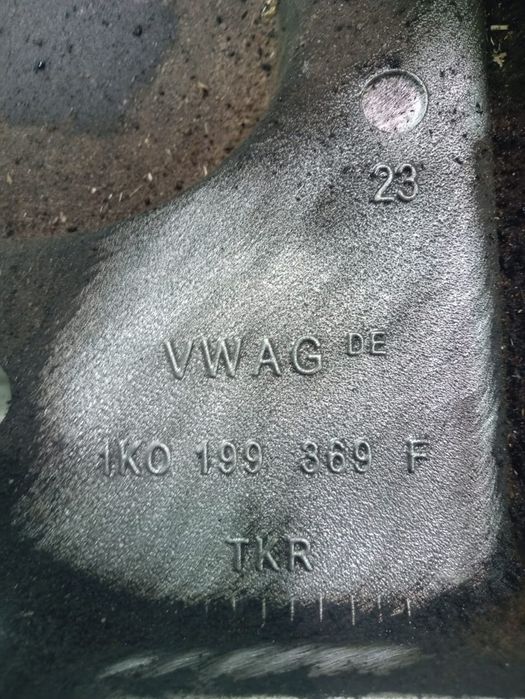 23
VWAG DE
1K0 199 369 F
TKR